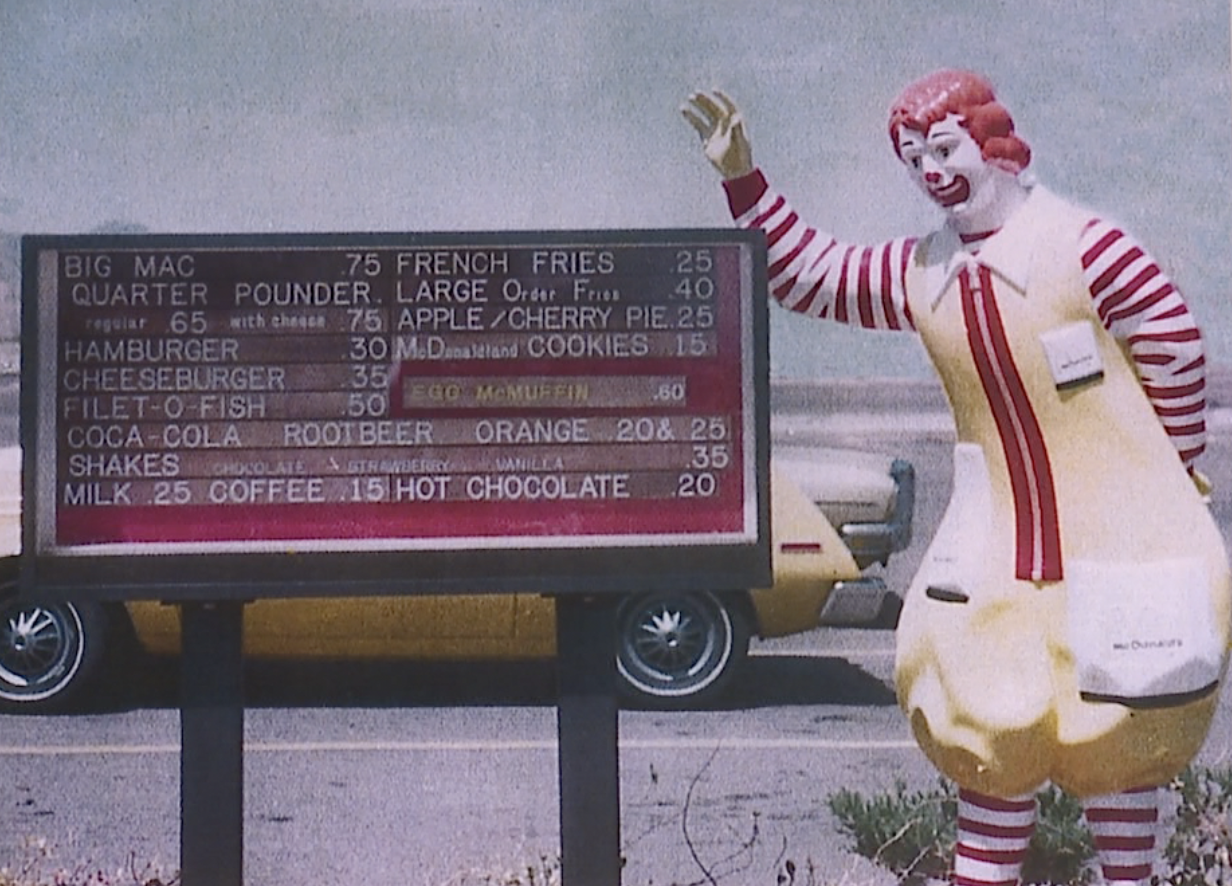 BIG MAC .75
QUARTER POUNDER.
regular .65 with cheese .75
HAMBURGER .30
CHEESEBURGER .35
FILET-O-FISH .50
FRENCH FRIES .25
LARGE Order Fries .40
APPLE/CHERRY PIE .25
McDonaldland COOKIES .15
EGG McMUFFIN .60
COCA-COLA ROOTBEER ORANGE .20 & 25
SHAKES CHOCOLATE STRAWBERRY VANILLA .35
MILK .25 COFFEE .15 HOT CHOCOLATE .20
McDonald's